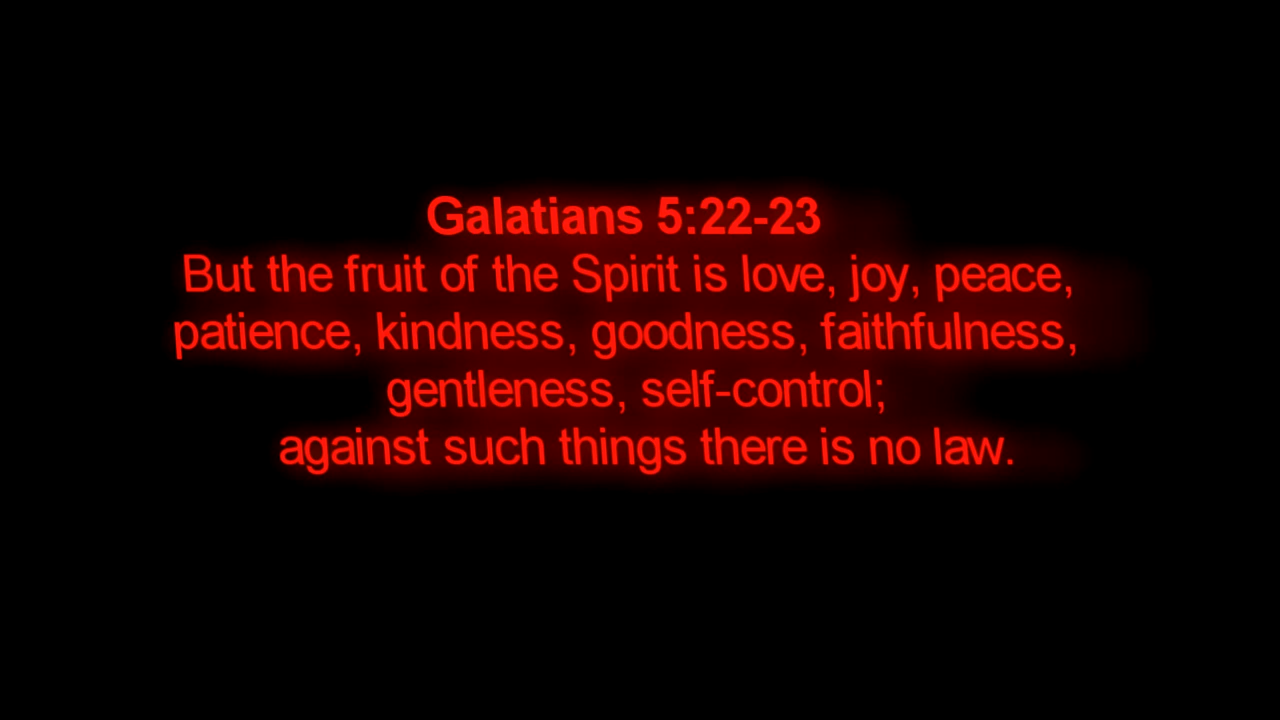 Galatians 5:22-23
But the fruit of the Spirit is love, joy, peace,
patience, kindness, goodness, faithfulness,
gentleness, self-control;
against such things there is no law.